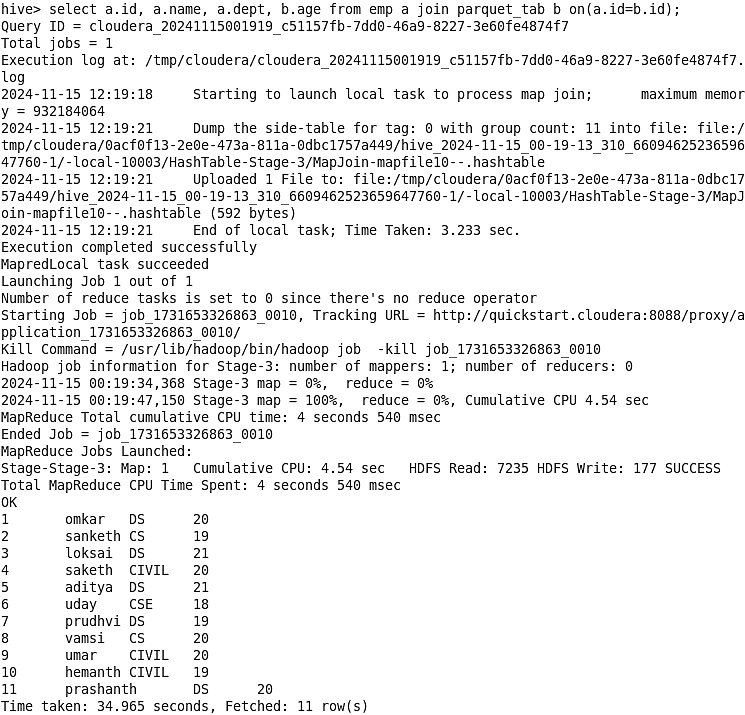 hive> select a.id, a.name, a.dept, b.age from emp a join parquet_tab b on(a.id=b.id);
Query ID = cloudera_20241115001919_c51157fb-7dd0-46a9-8227-3e60fe4874f7
Total jobs = 1
Execution log at: /tmp/cloudera/cloudera_20241115001919_c51157fb-7dd0-46a9-8227-3e60fe4874f7.
log
2024-11-15 12:19:18     Starting to launch local task to process map join;      maximum memor
y = 932184064
2024-11-15 12:19:21     Dump the side-table for tag: 0 with group count: 11 into file: file:/
tmp/cloudera/0acf0f13-2e0e-473a-811a-0dbc1757a449/hive_2024-11-15_00-19-13_310_66094625236596
47760-1/-local-10003/HashTable-Stage-3/MapJoin-mapfile10--.hashtable
2024-11-15 12:19:21     Uploaded 1 File to: file:/tmp/cloudera/0acf0f13-2e0e-473a-811a-0dbc17
57a449/hive_2024-11-15_00-19-13_310_6609462523659647760-1/-local-10003/HashTable-Stage-3/MapJ
oin-mapfile10--.hashtable (592 bytes)
2024-11-15 12:19:21     End of local task; Time Taken: 3.233 sec.
Execution completed successfully
MapredLocal task succeeded
Launching Job 1 out of 1
Number of reduce tasks is set to 0 since there's no reduce operator
Starting Job = job_1731653326863_0010, Tracking URL = http://quickstart.cloudera:8088/proxy/a
pplication_1731653326863_0010/
Kill Command = /usr/lib/hadoop/bin/hadoop job  -kill job_1731653326863_0010
Hadoop job information for Stage-3: number of mappers: 1; number of reducers: 0
2024-11-15 00:19:34,368 Stage-3 map = 0%,  reduce = 0%
2024-11-15 00:19:47,150 Stage-3 map = 100%,  reduce = 0%, Cumulative CPU 4.54 sec
MapReduce Total cumulative CPU time: 4 seconds 540 msec
Ended Job = job_1731653326863_0010
MapReduce Jobs Launched:
Stage-Stage-3: Map: 1   Cumulative CPU: 4.54 sec   HDFS Read: 7235 HDFS Write: 177 SUCCESS
Total MapReduce CPU Time Spent: 4 seconds 540 msec
OK
1       omkar   DS      20
2       sanketh CS      19
3       loksai  DS      21
4       saketh  CIVIL   20
5       aditya  DS      21
6       uday    CSE     18
7       prudhvi DS      19
8       vamsi   CS      20
9       umar    CIVIL   20
10      hemanth CIVIL   19
11      prashanth       DS      20
Time taken: 34.965 seconds, Fetched: 11 row(s)